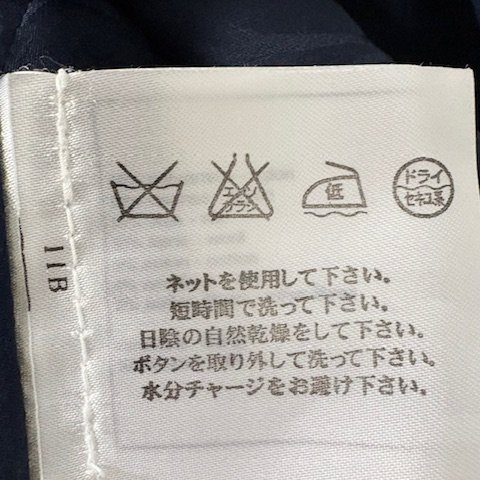 エンソ
サラシ
低
ドライ
セキユ系
ネットを使用して下さい。
短時間で洗って下さい。
日陰の自然乾燥をして下さい。
ボタンを取り外して洗って下さい。
水分チャージをお避け下さい。
11B